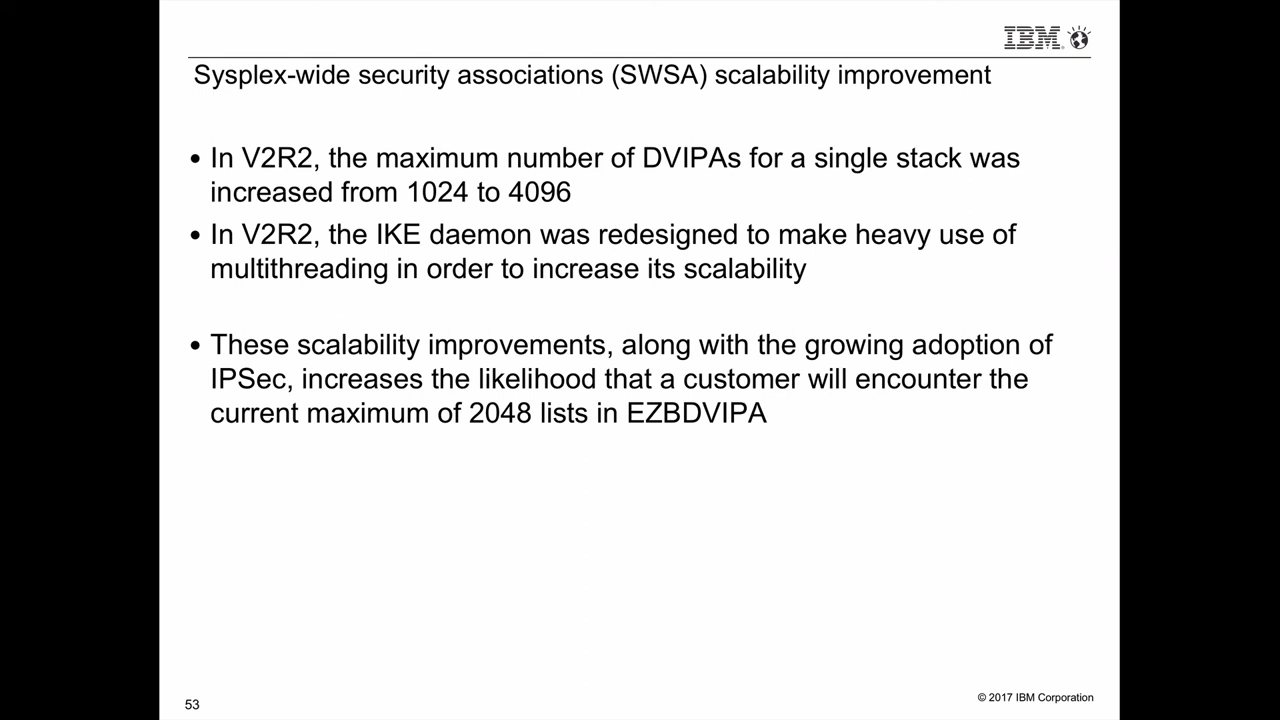 IBM
Sysplex-wide security associations (SWSA) scalability improvement
• In V2R2, the maximum number of DVIPAs for a single stack was
increased from 1024 to 4096
• In V2R2, the IKE daemon was redesigned to make heavy use of
multithreading in order to increase its scalability
• These scalability improvements, along with the growing adoption of
IPSec, increases the likelihood that a customer will encounter the
current maximum of 2048 lists in EZBDVIPA
53
© 2017 IBM Corporation